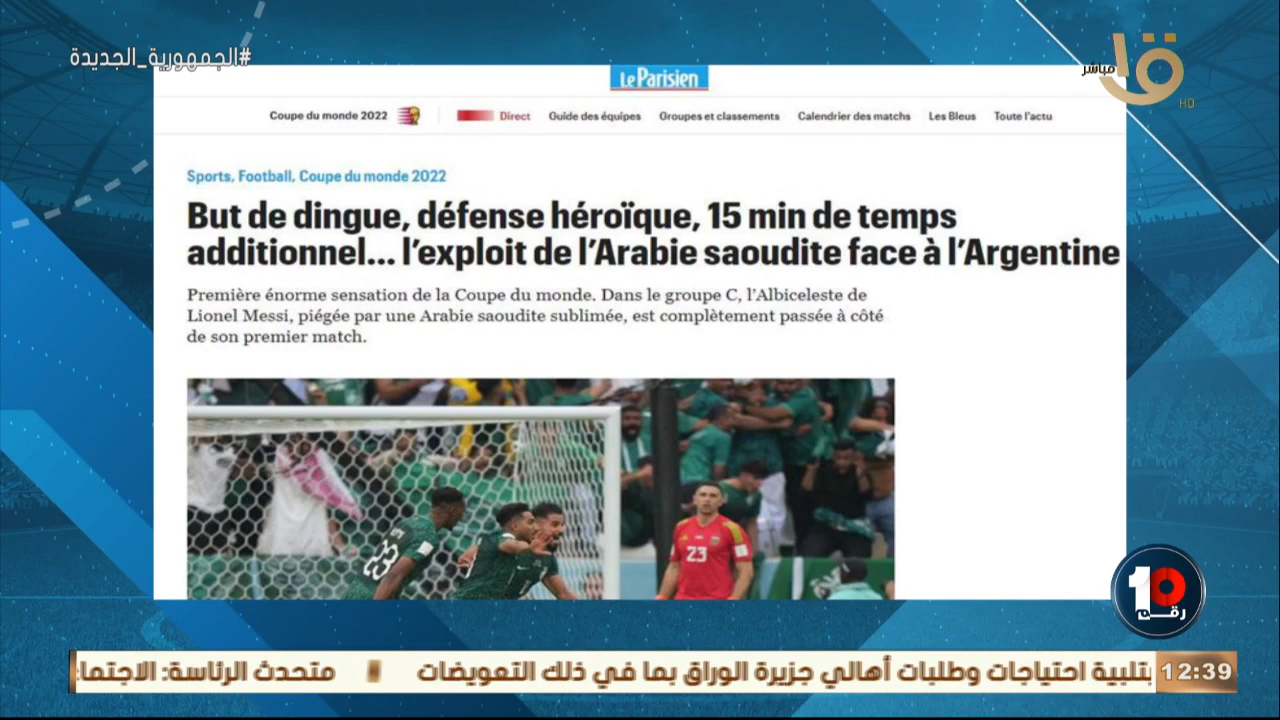 #الجمهورية_الجديدة
مباشر
HD
Le Parisien
Coupe du monde 2022 Direct Guide des équipes Groupes et classements Calendrier des matchs Les Bleus Toute l'actu
Sports, Football, Coupe du monde 2022
But de dingue, défense héroïque, 15 min de temps
additionnel... l'exploit de l'Arabie saoudite face à l'Argentine
Première énorme sensation de la Coupe du monde. Dans le groupe C, l'Albiceleste de
Lionel Messi, piégée par une Arabie saoudite sublimée, est complètement passée à côté
de son premier match.
23
23
10
رقم
بتلبية احتياجات وطلبات أهالي جزيرة الوراق بما في ذلك التعويضات متحدث الرئاسة: الاجتما
12:39